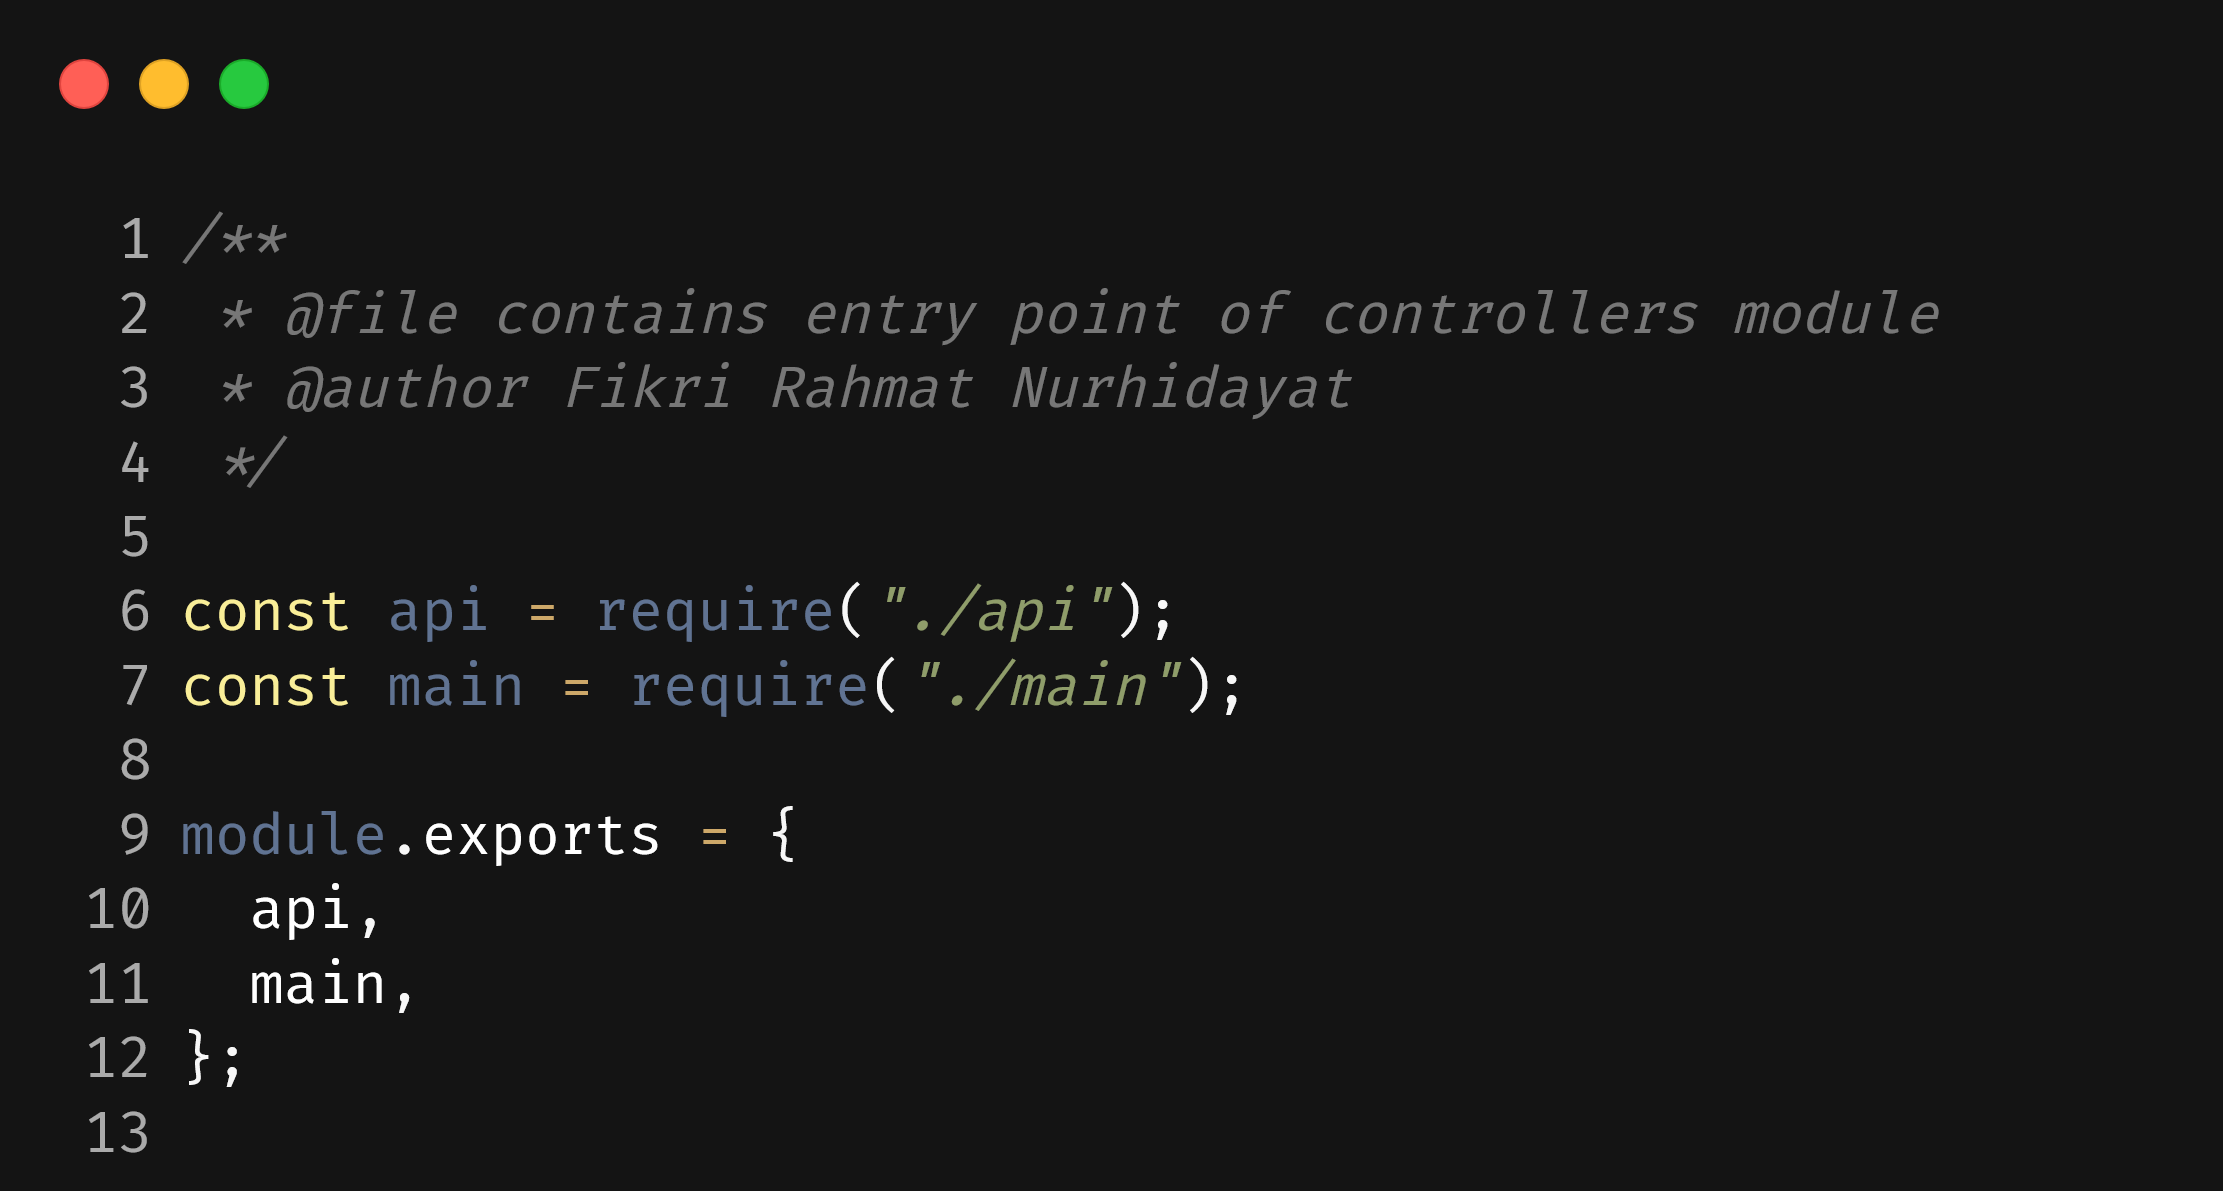 1 /**
2  * @file contains entry point of controllers module
3  * @author Fikri Rahmat Nurhidayat
4  */
5
6 const api = require("./api");
7 const main = require("./main");
8
9 module.exports = {
10   api,
11   main,
12 };
13